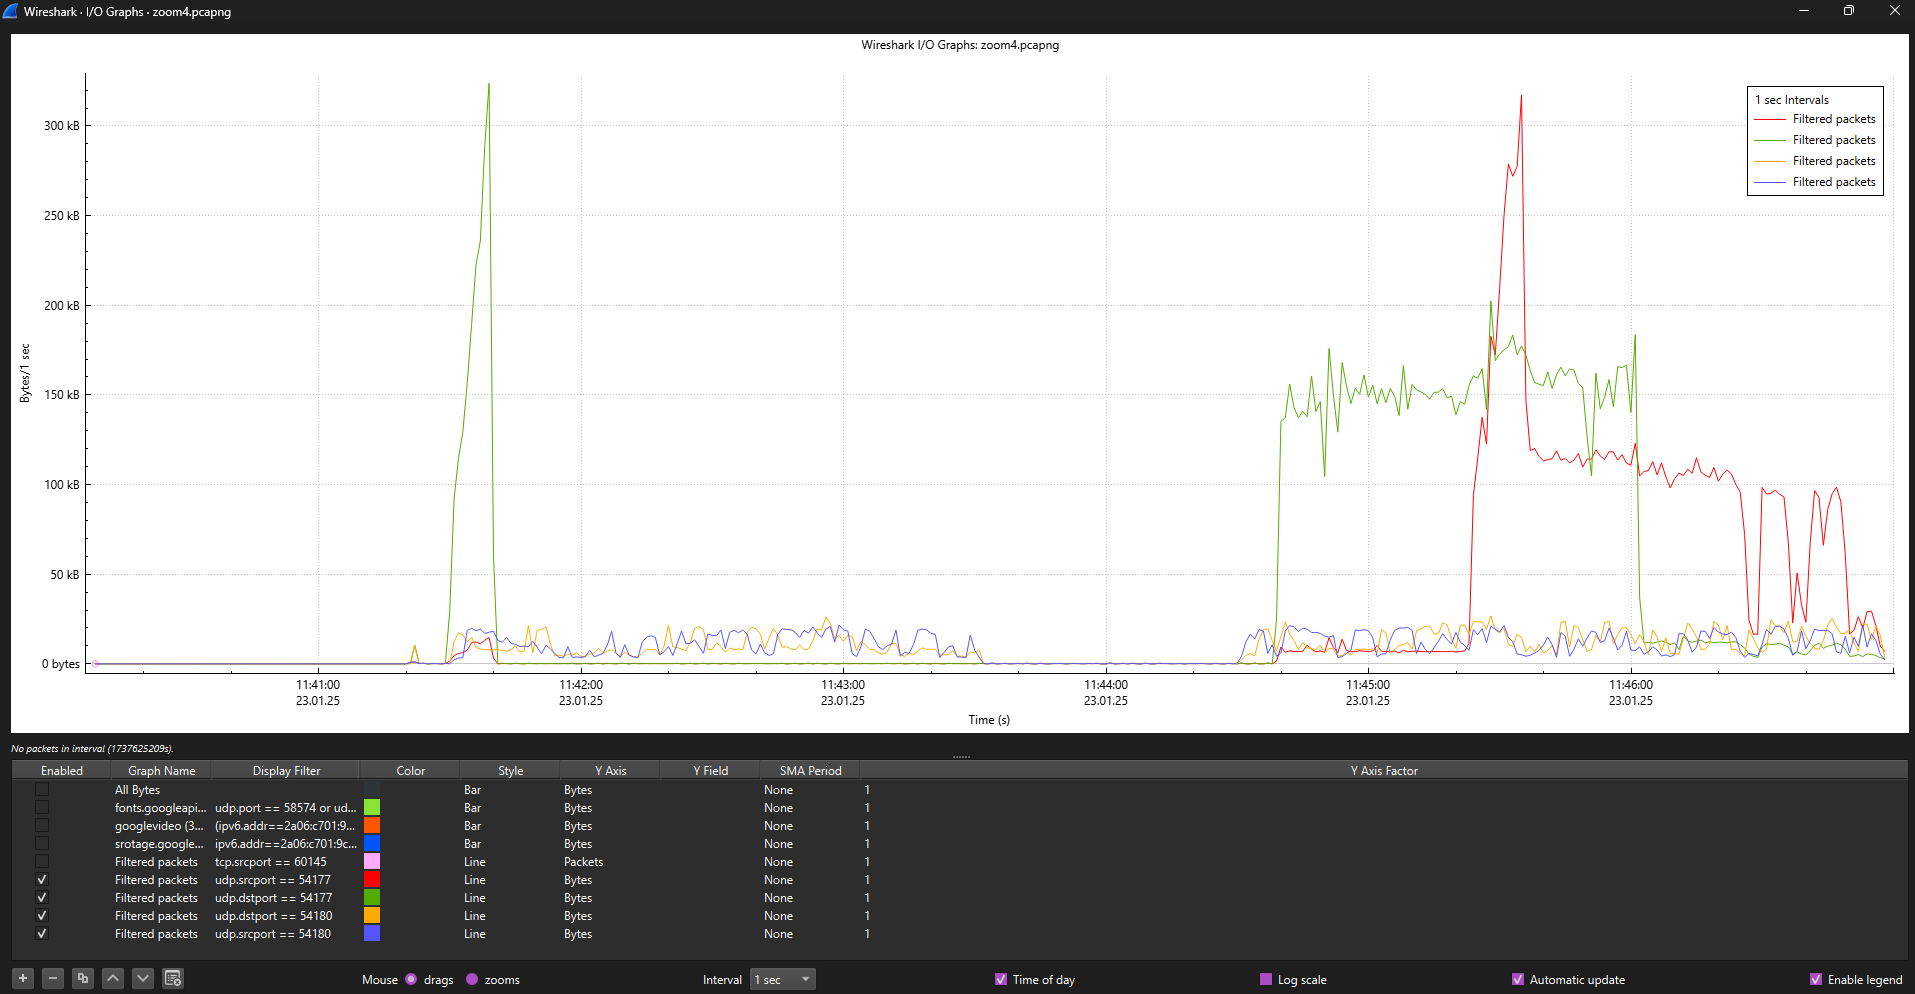 Wireshark · I/O Graphs · zoom4.pcapng
Wireshark I/O Graphs: zoom4.pcapng
1 sec Intervals
Filtered packets
Filtered packets
Filtered packets
Filtered packets
300 kB
250 kB
200 kB
150 kB
100 kB
50 kB
0 bytes
Bytes/1 sec
11:41:00 11:42:00 11:43:00 11:44:00 11:45:00 11:46:00
23.01.25 23.01.25 23.01.25 23.01.25 23.01.25 23.01.25
Time (s)
No packets in interval (1737625209s).
Enabled Graph Name Display Filter Color Style Y Axis Y Field SMA Period Y Axis Factor
All Bytes Bar Bytes None 1
fonts.googleapi... udp.port == 58574 or ud... Bar Bytes None 1
googlevideo (3... (ipv6.addr==2a06:c701:9... Bar Bytes None 1
srotage.google... ipv6.addr==2a06:c701:9c... Bar Bytes None 1
Filtered packets tcp.srcport == 60145 Line Packets None 1
Filtered packets udp.srcport == 54177 Line Bytes None 1
Filtered packets udp.dstport == 54177 Line Bytes None 1
Filtered packets udp.dstport == 54180 Line Bytes None 1
Filtered packets udp.srcport == 54180 Line Bytes None 1
Mouse drags zooms Interval 1 sec Time of day Log scale Automatic update Enable legend